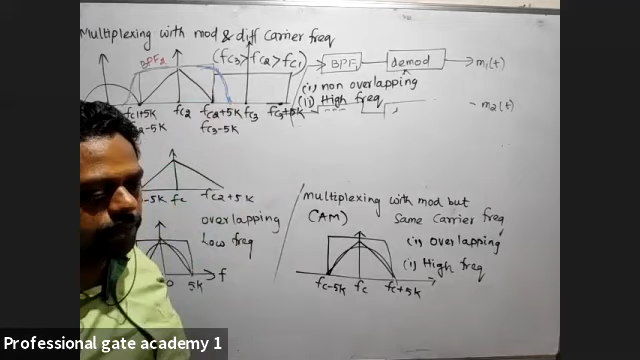 Multiplexing with mod & diff Carrier freq
(fc3 > fc2 > fc1)
BPF2
BPF1
demod
m1(t)
(i) non overlapping
(ii) High freq
m2(t)
fc1+5K
fc2
fc2+5K
fc3
fc3+5K
2-5K
fc3-5K
-5K
fc
fc2+5K
overlapping
Low freq
0
5K
f
multiplexing with mod but
(AM)
Same Carrier freq
(i) overlapping
(ii) High freq
fc-5K
fc
fc+5K
Professional gate academy 1